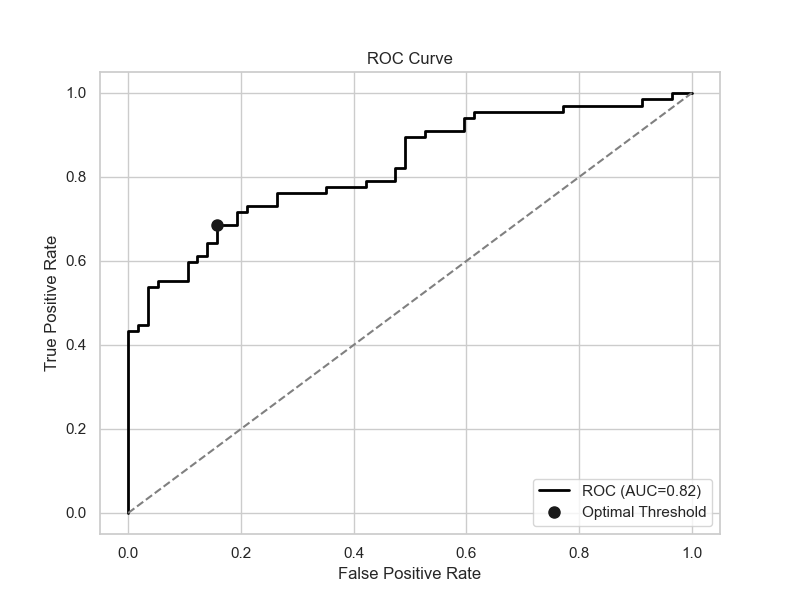 ROC Curve
1.0
0.8
0.6
0.4
0.2
0.0
True Positive Rate
0.0 0.2 0.4 0.6 0.8 1.0
False Positive Rate
ROC (AUC=0.82)
Optimal Threshold